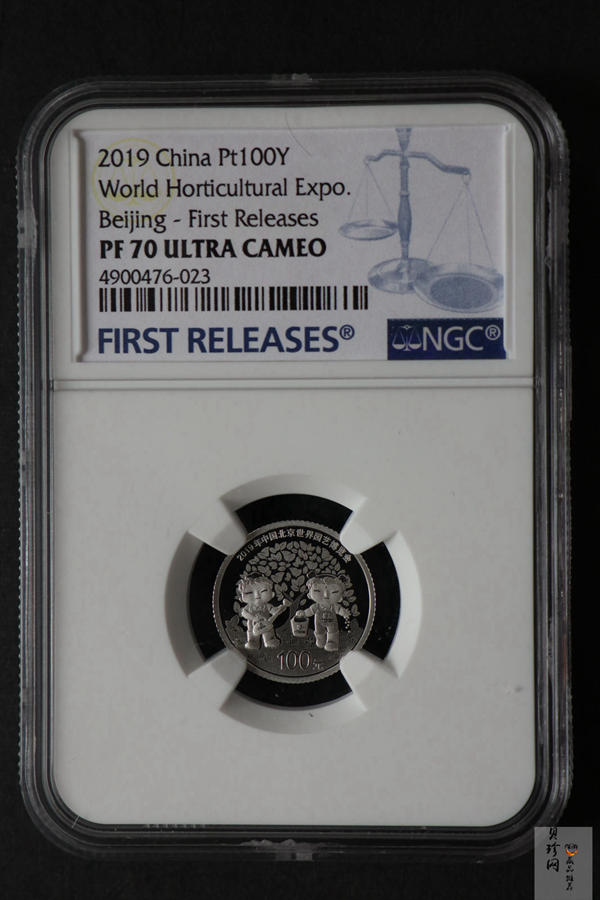 2019 China Pt100Y
World Horticultural Expo.
Beijing - First Releases
PF 70 ULTRA CAMEO
4900476-023
FIRST RELEASES®
NGC®
2019年中国北京世界园艺博览会
100元
贝珍网